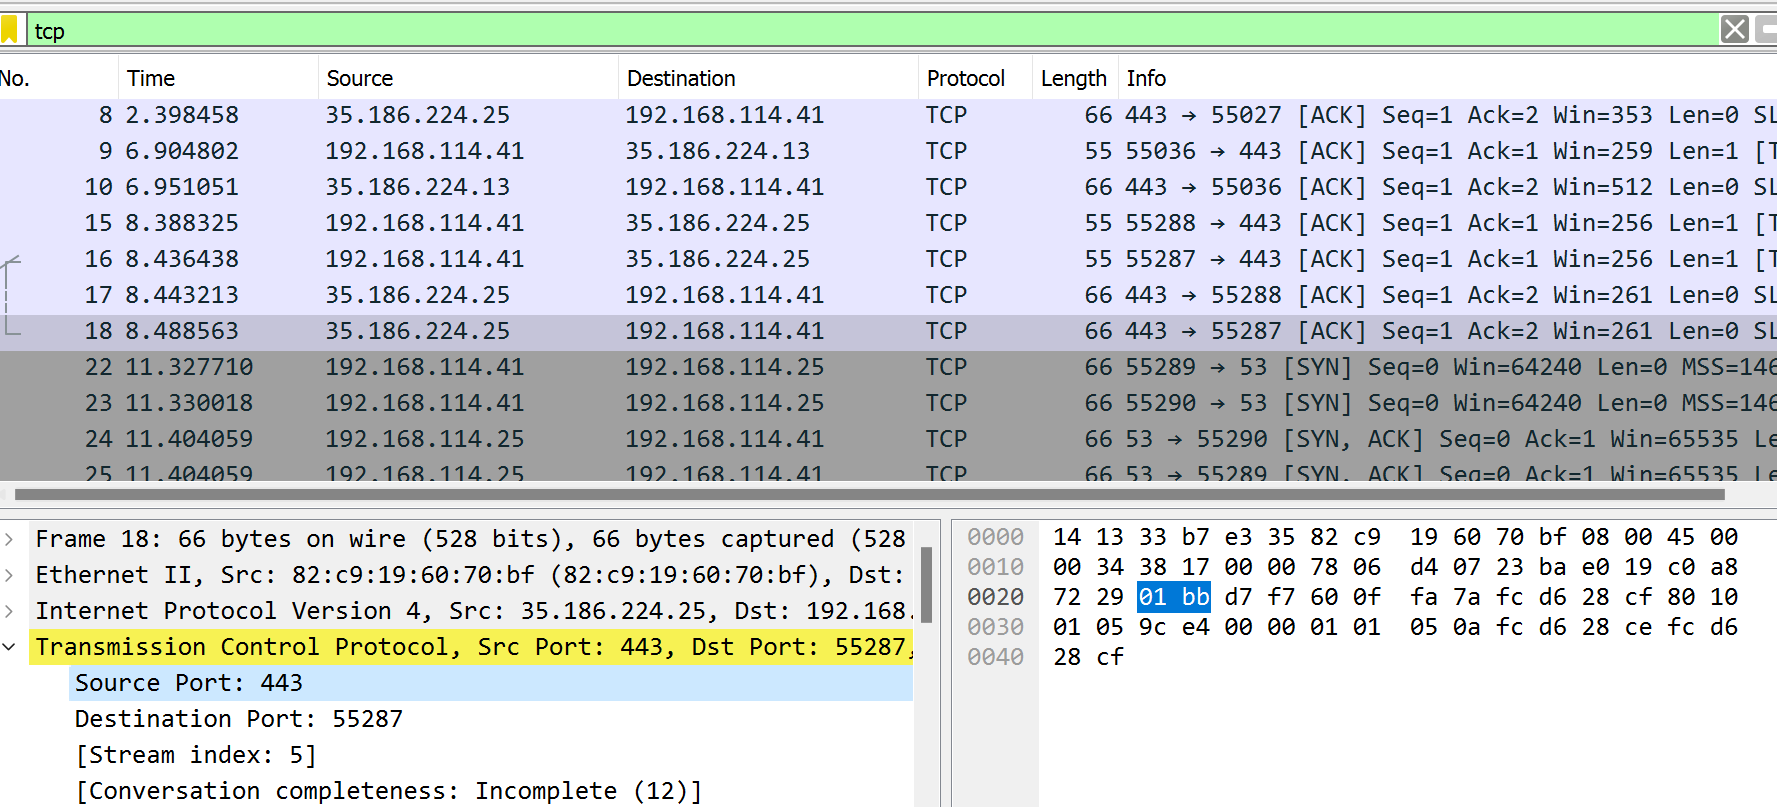 tcp
No. Time Source Destination Protocol Length Info
8 2.398458 35.186.224.25 192.168.114.41 TCP 66 443 → 55027 [ACK] Seq=1 Ack=2 Win=353 Len=0 SL
9 6.904802 192.168.114.41 35.186.224.13 TCP 55 55036 → 443 [ACK] Seq=1 Ack=1 Win=259 Len=1 [T
10 6.951051 35.186.224.13 192.168.114.41 TCP 66 443 → 55036 [ACK] Seq=1 Ack=2 Win=512 Len=0 SL
15 8.388325 192.168.114.41 35.186.224.25 TCP 55 55288 → 443 [ACK] Seq=1 Ack=1 Win=256 Len=1 [T
16 8.436438 192.168.114.41 35.186.224.25 TCP 55 55287 → 443 [ACK] Seq=1 Ack=1 Win=256 Len=1 [T
17 8.443213 35.186.224.25 192.168.114.41 TCP 66 443 → 55288 [ACK] Seq=1 Ack=2 Win=261 Len=0 SL
18 8.488563 35.186.224.25 192.168.114.41 TCP 66 443 → 55287 [ACK] Seq=1 Ack=2 Win=261 Len=0 SL
22 11.327710 192.168.114.41 192.168.114.25 TCP 66 55289 → 53 [SYN] Seq=0 Win=64240 Len=0 MSS=146
23 11.330018 192.168.114.41 192.168.114.25 TCP 66 55290 → 53 [SYN] Seq=0 Win=64240 Len=0 MSS=146
24 11.404059 192.168.114.25 192.168.114.41 TCP 66 53 → 55290 [SYN, ACK] Seq=0 Ack=1 Win=65535 Le
25 11.404059 192.168.114.25 192.168.114.41 TCP 66 53 → 55289 [SYN, ACK] Seq=0 Ack=1 Win=65535 Le
Frame 18: 66 bytes on wire (528 bits), 66 bytes captured (528
Ethernet II, Src: 82:c9:19:60:70:bf (82:c9:19:60:70:bf), Dst:
Internet Protocol Version 4, Src: 35.186.224.25, Dst: 192.168.
Transmission Control Protocol, Src Port: 443, Dst Port: 55287,
Source Port: 443
Destination Port: 55287
[Stream index: 5]
[Conversation completeness: Incomplete (12)]
0000 14 13 33 b7 e3 35 82 c9 19 60 70 bf 08 00 45 00
0010 00 34 38 17 00 00 78 06 d4 07 23 ba e0 19 c0 a8
0020 72 29 01 bb d7 f7 60 0f fa 7a fc d6 28 cf 80 10
0030 01 05 9c e4 00 00 01 01 05 0a fc d6 28 ce fc d6
0040 28 cf